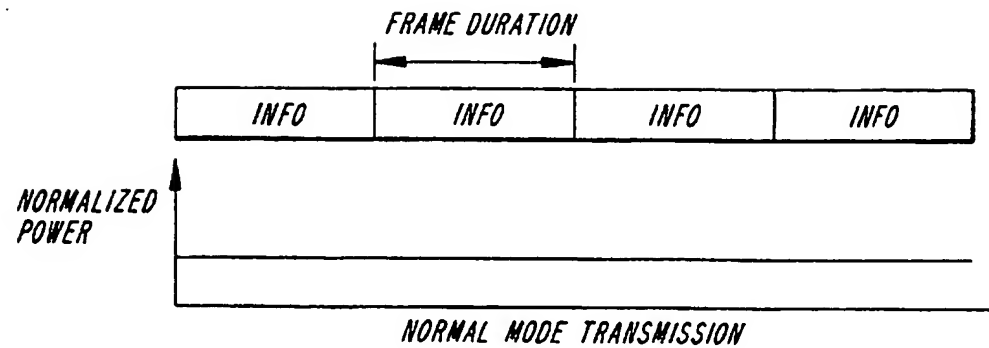 FRAME DURATION
INFO INFO INFO INFO
NORMALIZED
POWER
NORMAL MODE TRANSMISSION